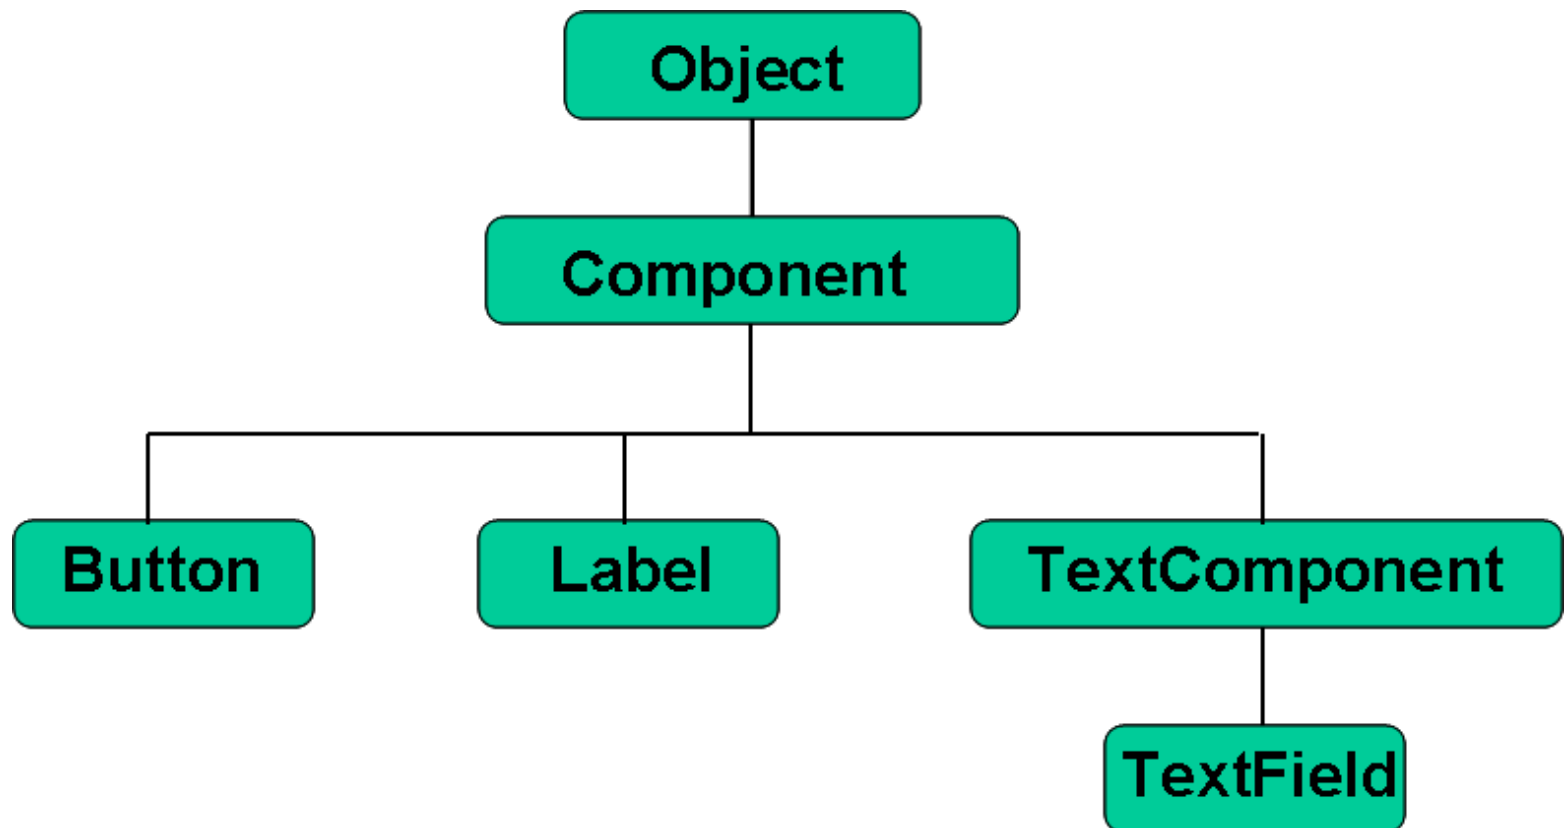 Object
Component
Button
Label
TextComponent
TextField